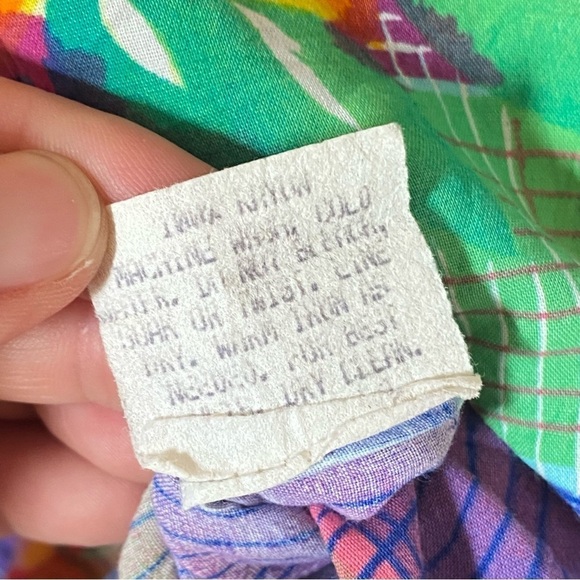 100% RAYON
MACHINE WASH, COLD
WATER. DO NOT BLEACH,
SOAK OR TWIST. LINE
DRY. WARM IRON AS
NEEDED. FOR BEST
DRY CLEAN.